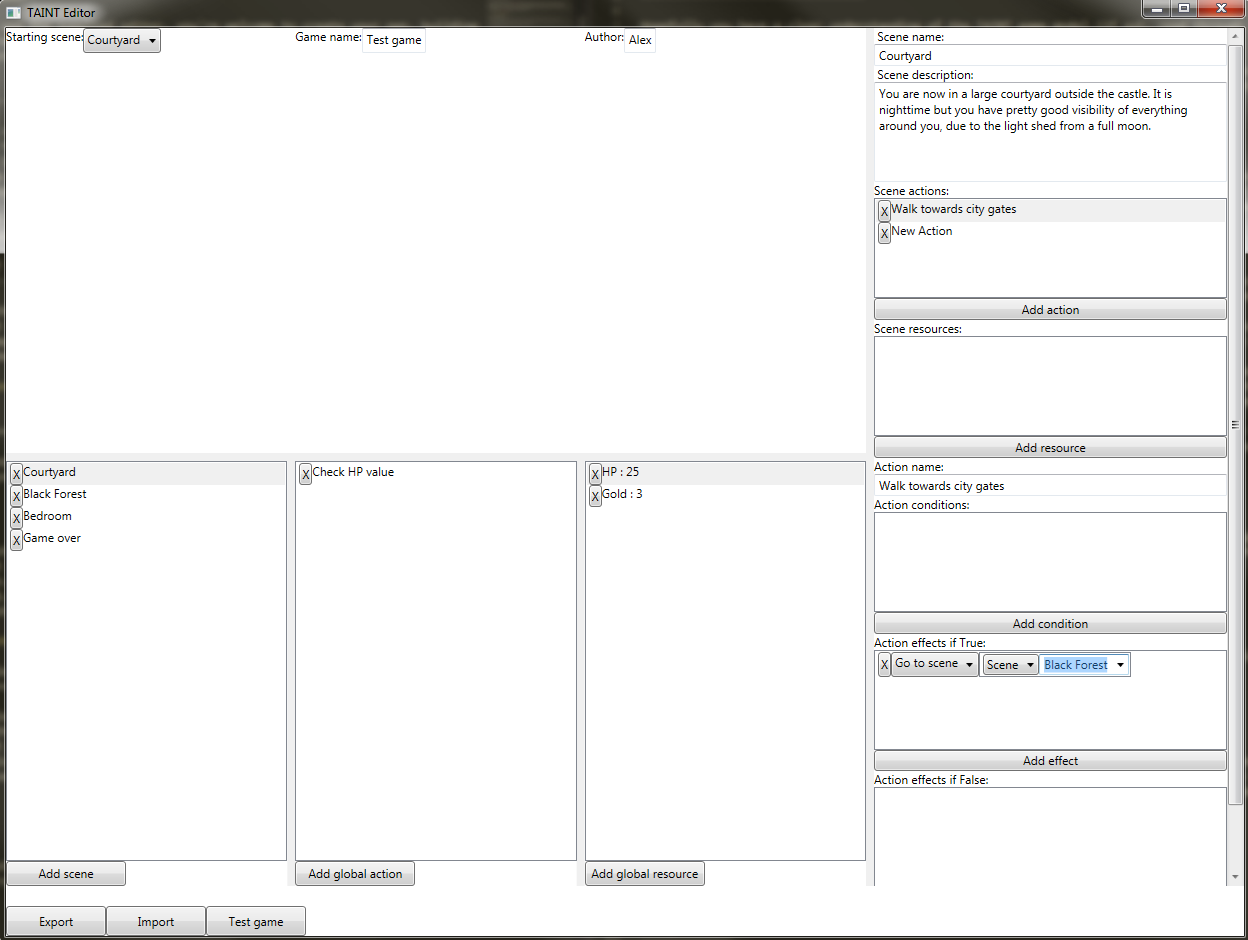 TAINT Editor
Starting scene: Courtyard
Game name: Test game
Author: Alex
Scene name:
Courtyard
Scene description:
You are now in a large courtyard outside the castle. It is
nighttime but you have pretty good visibility of everything
around you, due to the light shed from a full moon.
Scene actions:
X Walk towards city gates
X New Action
Add action
Scene resources:
Add resource
Action name:
Walk towards city gates
Action conditions:
Add condition
Action effects if True:
X Go to scene Scene Black Forest
Add effect
Action effects if False:
X Courtyard
X Black Forest
X Bedroom
X Game over
Add scene
X Check HP value
Add global action
X HP : 25
X Gold : 3
Add global resource
Export Import Test game